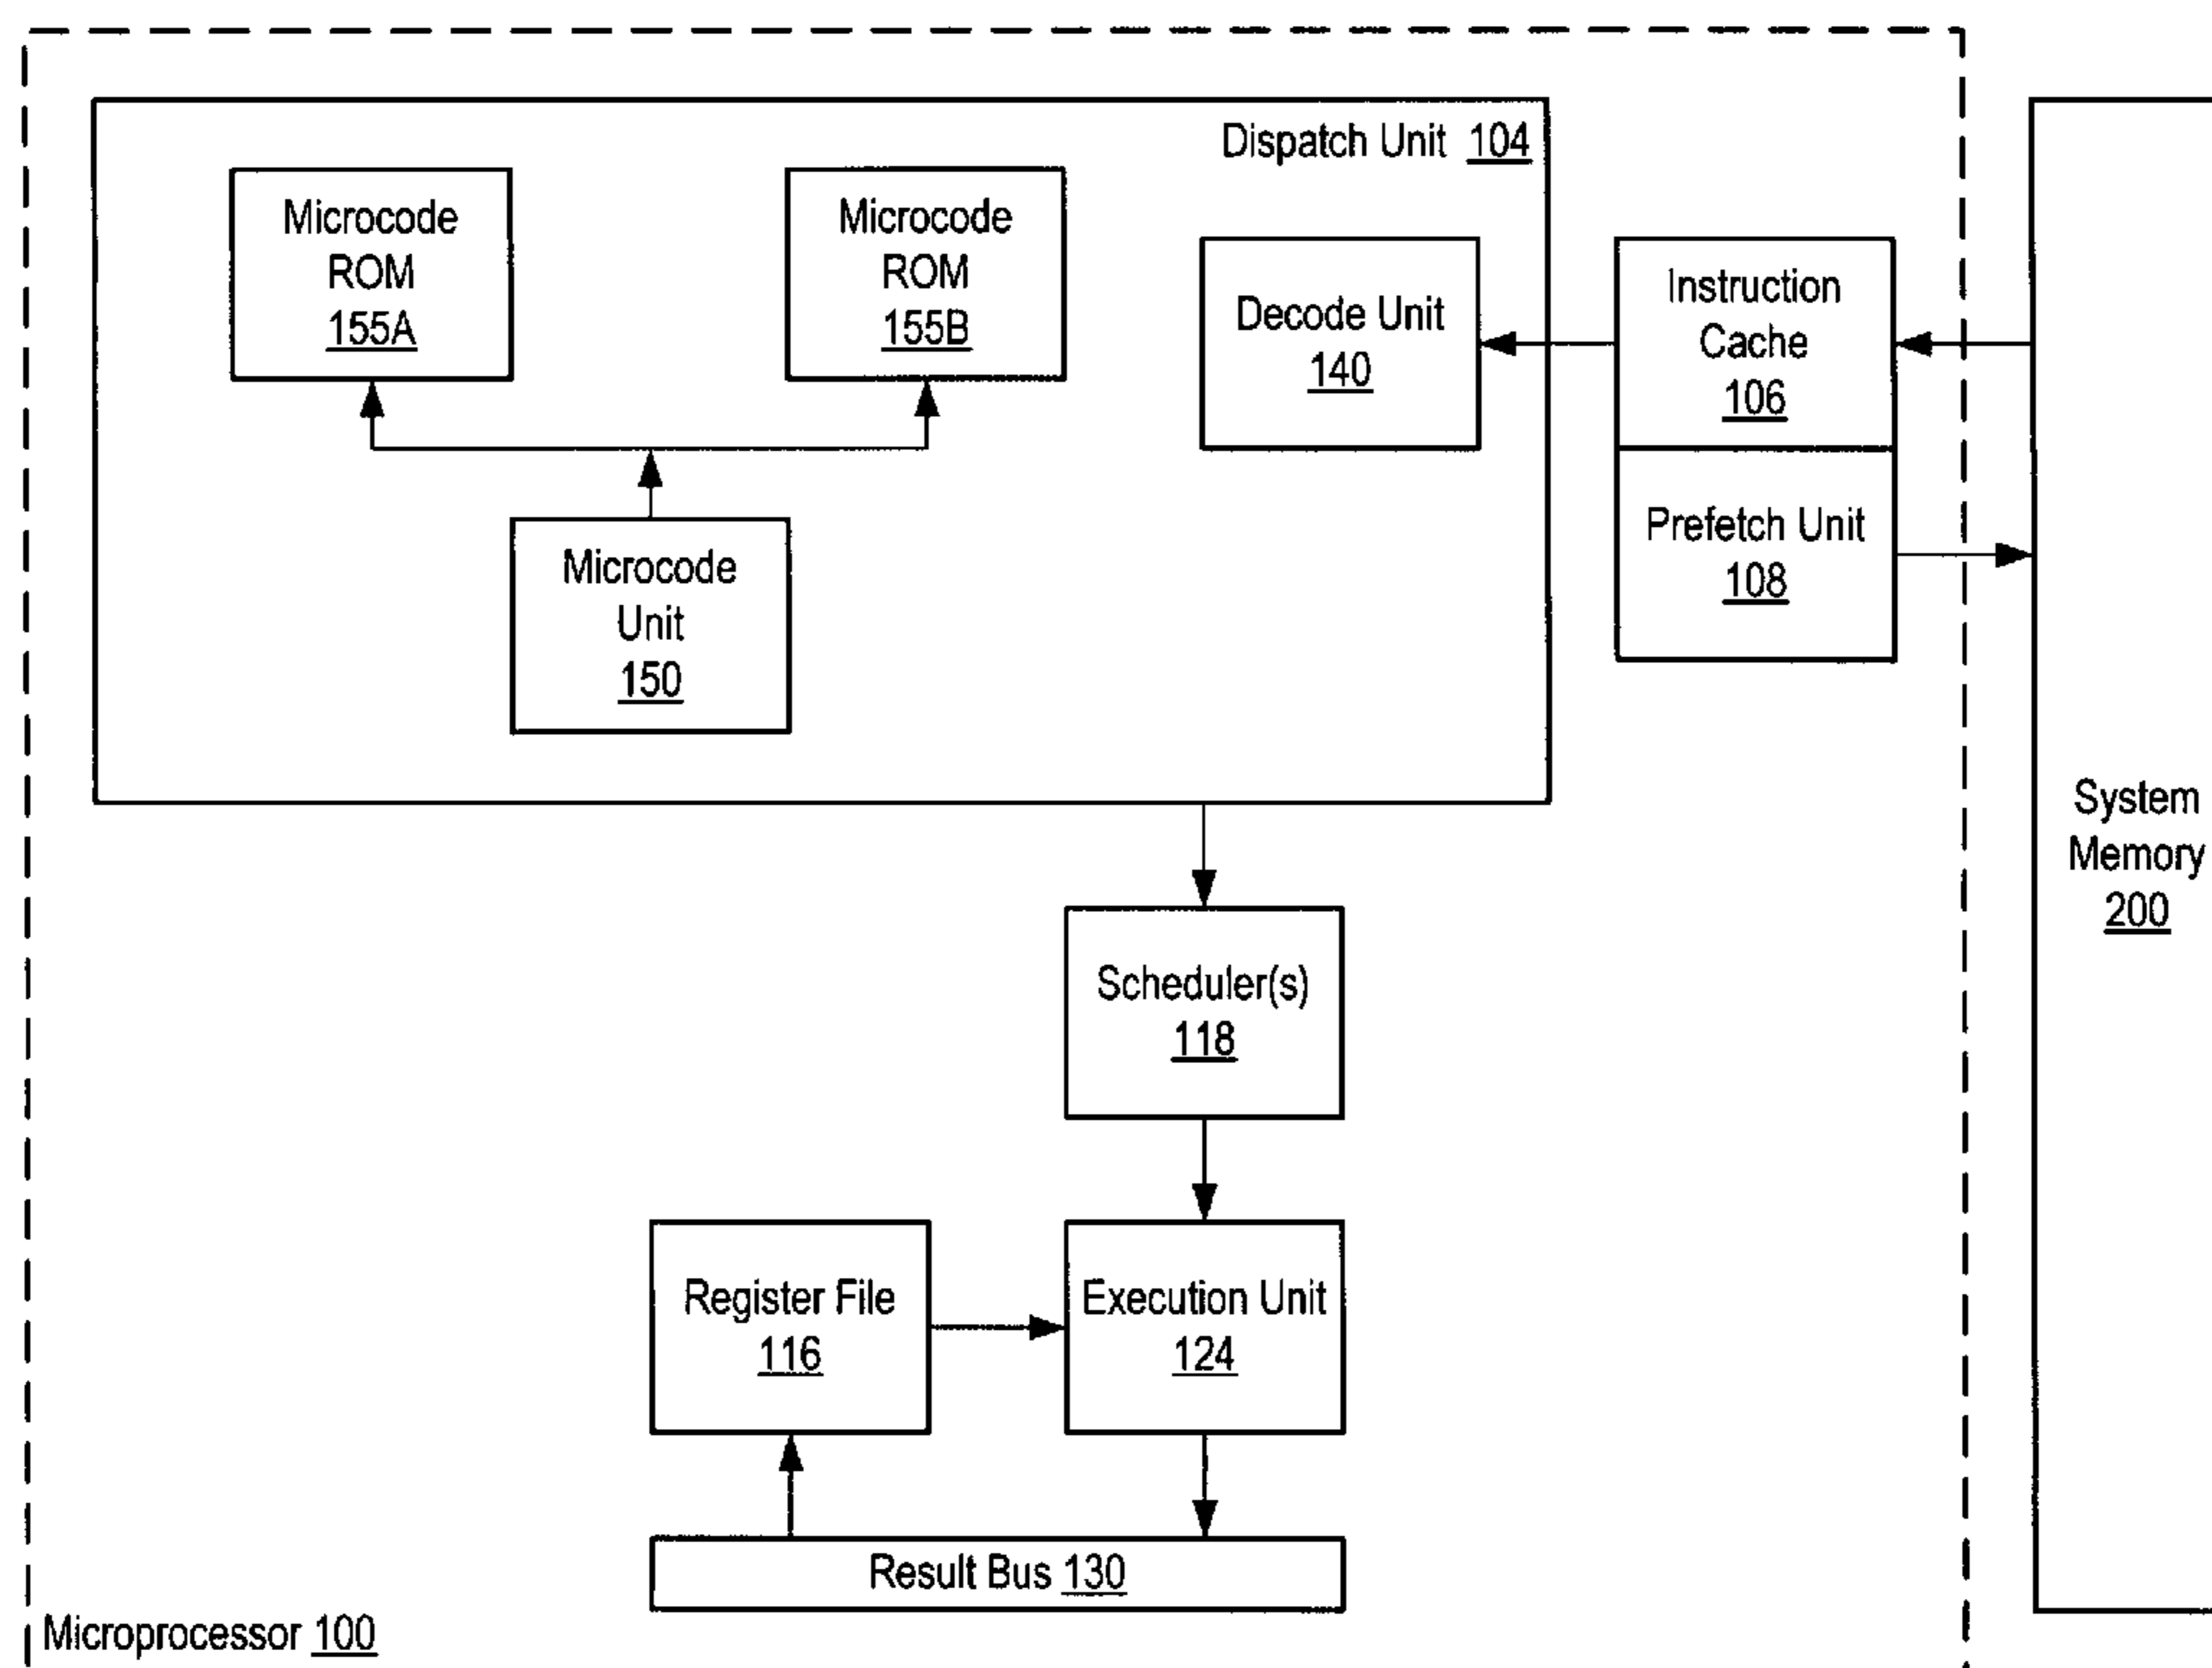 Dispatch Unit 104
Microcode
ROM
155A
Microcode
ROM
155B
Decode Unit
140
Instruction
Cache
106
Prefetch Unit
108
Microcode
Unit
150
System
Memory
200
Scheduler(s)
118
Register File
116
Execution Unit
124
Result Bus 130
Microprocessor 100